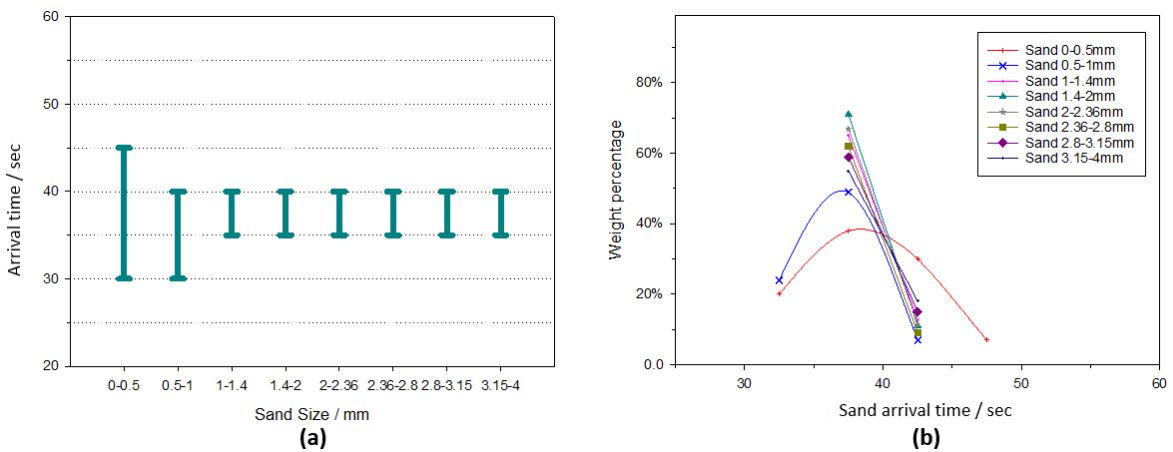 60
50
40
30
20
Arrival time / sec
0-0.5
0.5-1
1-1.4
1.4-2
2-2.36
2.36-2.8
2.8-3.15
3.15-4
Sand Size / mm
(a)
80%
60%
40%
20%
0.0
Weight percentage
Sand 0-0.5mm
Sand 0.5-1mm
Sand 1-1.4mm
Sand 1.4-2mm
Sand 2-2.36mm
Sand 2.36-2.8mm
Sand 2.8-3.15mm
Sand 3.15-4mm
30
40
50
60
Sand arrival time / sec
(b)